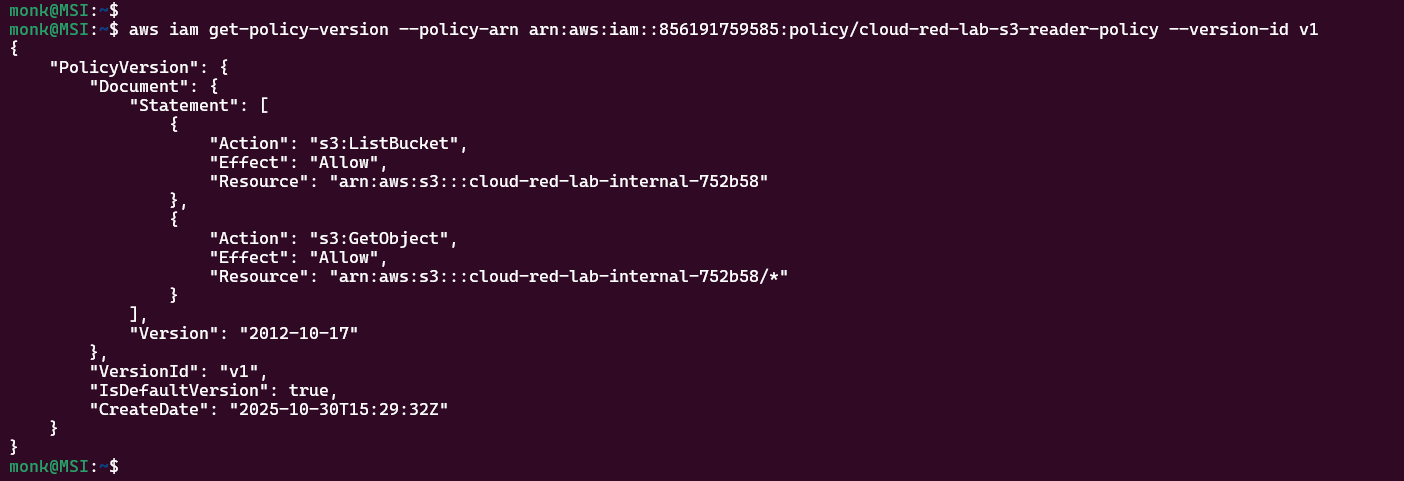 monk@MSI:~$
monk@MSI:~$ aws iam get-policy-version --policy-arn arn:aws:iam::856191759585:policy/cloud-red-lab-s3-reader-policy --version-id v1
{
    "PolicyVersion": {
        "Document": {
            "Statement": [
                {
                    "Action": "s3:ListBucket",
                    "Effect": "Allow",
                    "Resource": "arn:aws:s3:::cloud-red-lab-internal-752b58"
                },
                {
                    "Action": "s3:GetObject",
                    "Effect": "Allow",
                    "Resource": "arn:aws:s3:::cloud-red-lab-internal-752b58/*"
                }
            ],
            "Version": "2012-10-17"
        },
        "VersionId": "v1",
        "IsDefaultVersion": true,
        "CreateDate": "2025-10-30T15:29:32Z"
    }
}
monk@MSI:~$